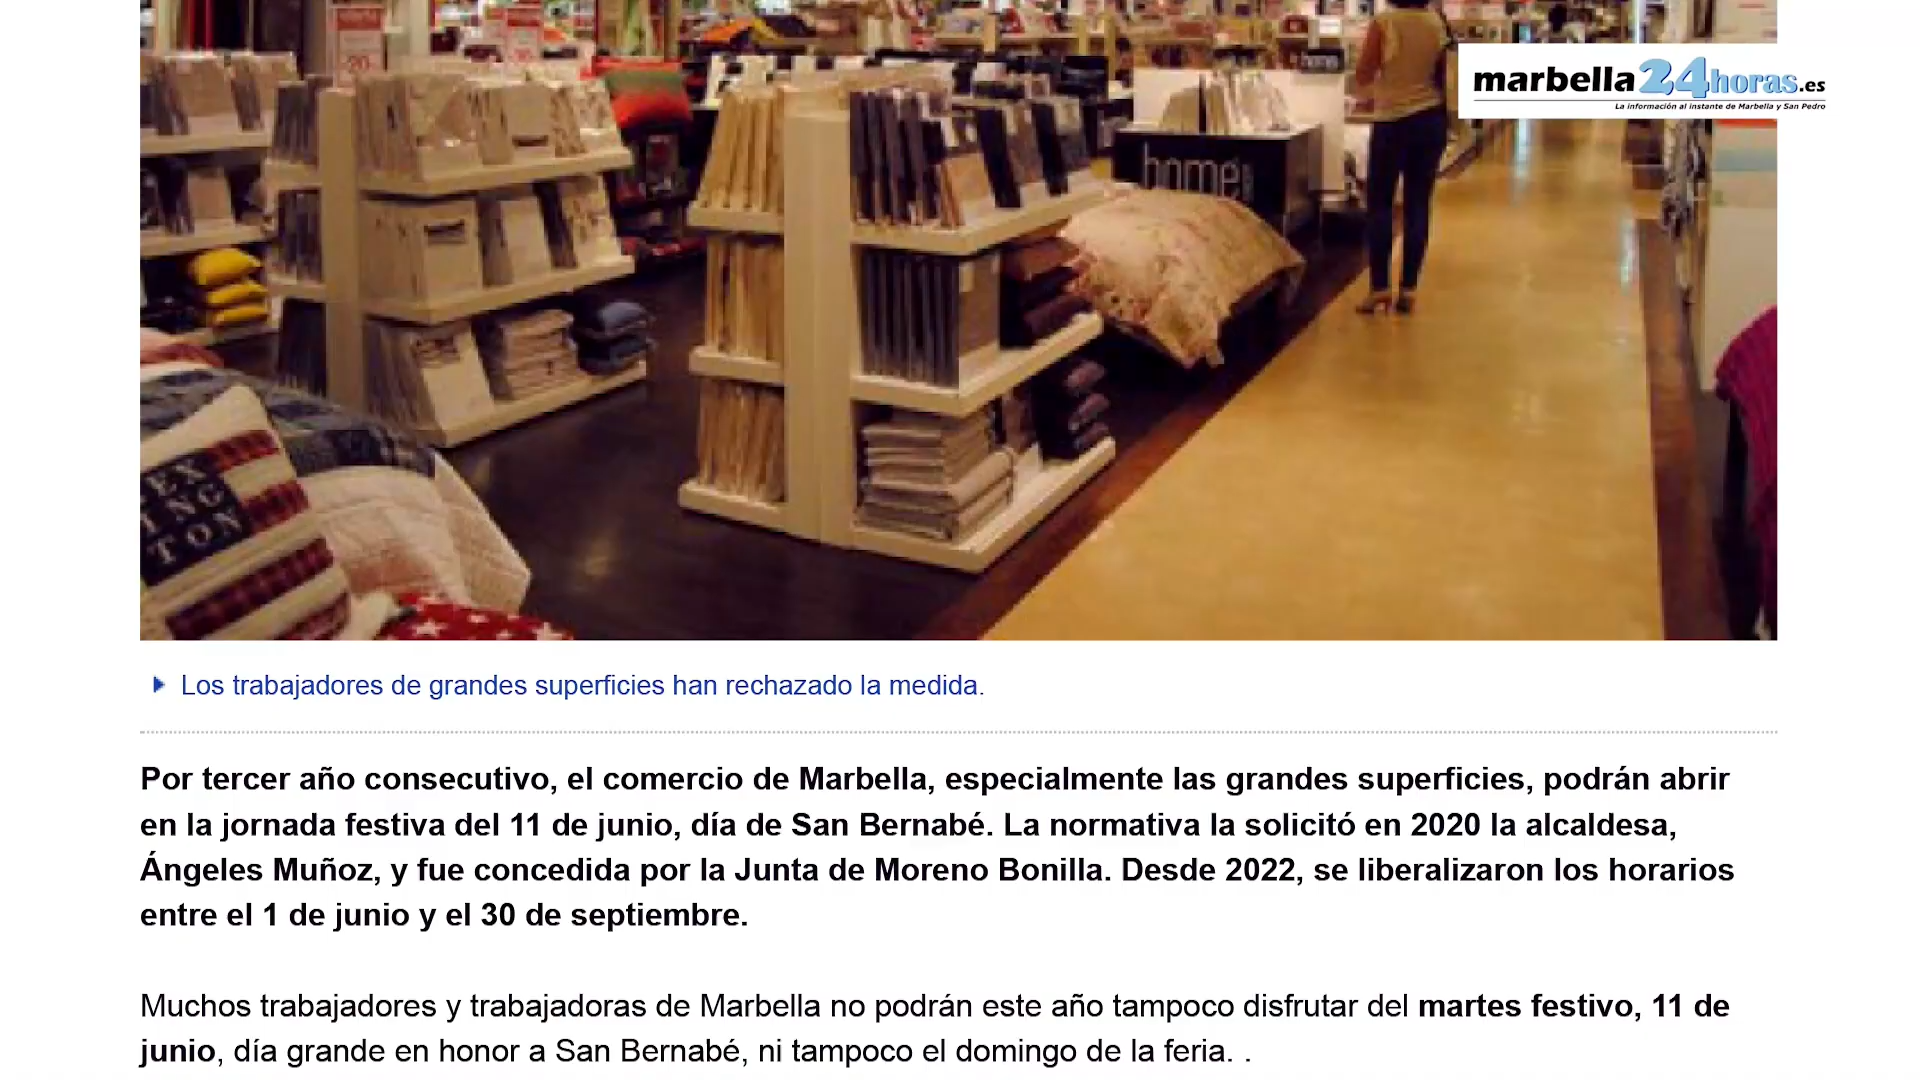 marbella24horas.es
La información al instante de Marbella y San Pedro
home
EX
ING
TON
Los trabajadores de grandes superficies han rechazado la medida.
Por tercer año consecutivo, el comercio de Marbella, especialmente las grandes superficies, podrán abrir
en la jornada festiva del 11 de junio, día de San Bernabé. La normativa la solicitó en 2020 la alcaldesa,
Ángeles Muñoz, y fue concedida por la Junta de Moreno Bonilla. Desde 2022, se liberalizaron los horarios
entre el 1 de junio y el 30 de septiembre.
Muchos trabajadores y trabajadoras de Marbella no podrán este año tampoco disfrutar del martes festivo, 11 de
junio, día grande en honor a San Bernabé, ni tampoco el domingo de la feria. .